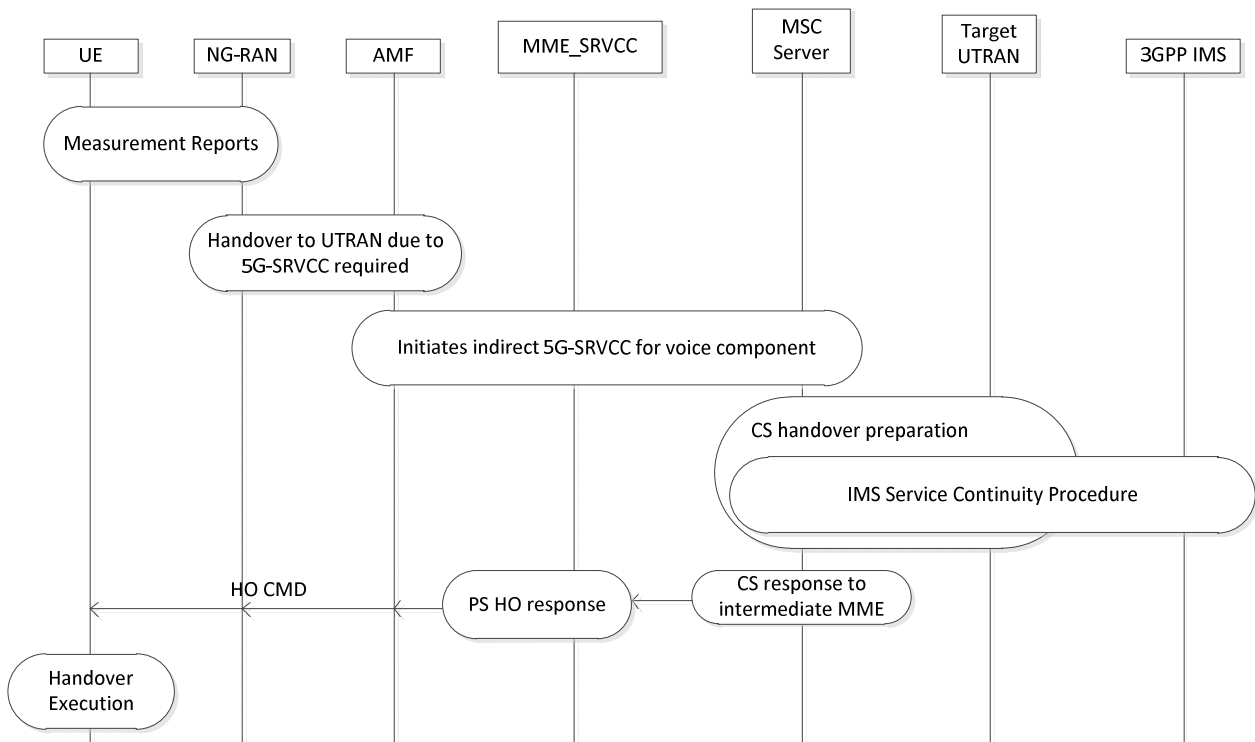 UE
NG-RAN
AMF
MME_SRVCC
MSC
Server
Target
UTRAN
3GPP IMS
Measurement Reports
Handover to UTRAN due to
5G-SRVCC required
Initiates indirect 5G-SRVCC for voice component
CS handover preparation
IMS Service Continuity Procedure
HO CMD
PS HO response
CS response to
intermediate MME
Handover
Execution